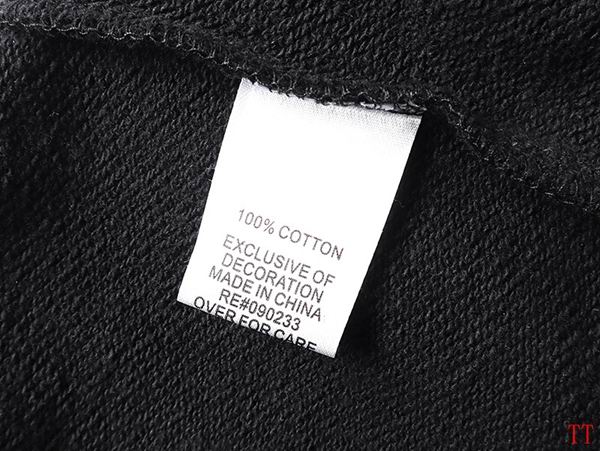 100% COTTON
EXCLUSIVE OF
DECORATION
MADE IN CHINA
RE#090233
OVER FOR CARE
TT